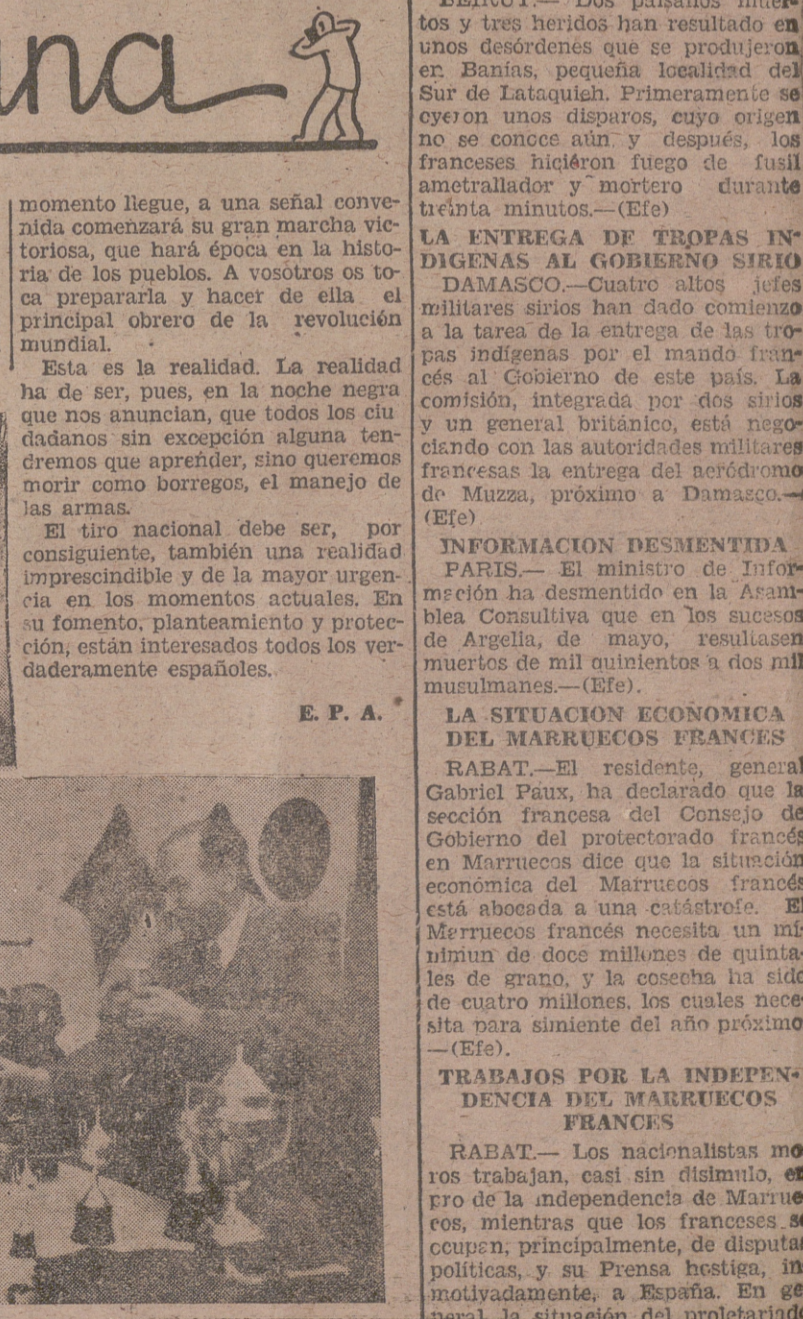 una
momento llegue, a una señal conve-
nida comenzará su gran marcha vic-
toriosa, que hará época en la histo-
ria de los pueblos. A vosotros os to-
ca prepararla y hacer de ella el
principal obrero de la revolución
mundial.
Esta es la realidad. La realidad
ha de ser, pues, en la noche negra
que nos anuncian, que todos los ciu
dadanos sin excepción alguna ten-
dremos que aprender, sino queremos
morir como borregos, el manejo de
las armas.
El tiro nacional debe ser, por
consiguiente, también una realidad
imprescindible y de la mayor urgen-
cia en los momentos actuales. En
su fomento, planteamiento y protec-
ción, están interesados todos los ver-
daderamente españoles.
E. P. A.
BEIRUT.— Dos paisanos muer-
tos y tres heridos han resultado en
unos desórdenes que se produjeron
en Banías, pequeña localidad del
Sur de Lataquieh. Primeramente se
oyeron unos disparos, cuyo origen
no se conoce aún y después, los
franceses hiciéron fuego de fusil
ametrallador y mortero durante
treinta minutos.—(Efe)
LA ENTREGA DE TROPAS IN-
DIGENAS AL GOBIERNO SIRIO
DAMASCO.—Cuatro altos jefes
militares sirios han dado comienzo
a la tarea de la entrega de las tro-
pas indígenas por el mando fran-
cés al Gobierno de este país. La
comisión, integrada por dos sirios
y un general británico, está nego-
ciando con las autoridades militares
francesas la entrega del aeródromo
de Muzza, próximo a Damasco.—
(Efe)
INFORMACION DESMENTIDA
PARIS.— El ministro de Infor-
mación ha desmentido en la Asam-
blea Consultiva que en los sucesos
de Argelia, de mayo, resultasen
muertos de mil quinientos a dos mil
musulmanes.—(Efe).
LA SITUACION ECONOMICA
DEL MARRUECOS FRANCES
RABAT.—El residente, general
Gabriel Paux, ha declarado que la
sección francesa del Consejo de
Gobierno del protectorado francés
en Marruecos dice que la situación
económica del Marruecos francés
está abocada a una catástrofe. El
Marruecos francés necesita un mí-
nimiun de doce millones de quinta-
les de grano, y la cosecha ha sido
de cuatro millones, los cuales nece-
sita para simiente del año próximo
—(Efe).
TRABAJOS POR LA INDEPEN-
DENCIA DEL MARRUECOS
FRANCES
RABAT.— Los nacionalistas mo
ros trabajan, casi sin disimulo, en
pro de la independencia de Marrue
cos, mientras que los franceses se
ocupan, principalmente, de disputas
políticas, y su Prensa hostiga, in
motivadamente, a España. En ge
neral la situación del proletariado